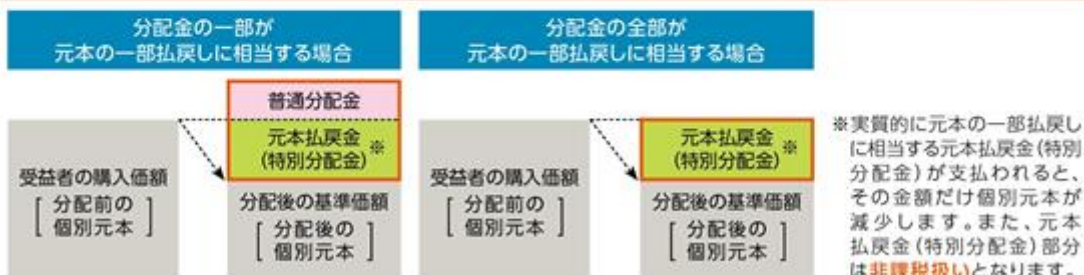 分配金の一部が
元本の一部払戻しに相当する場合
普通分配金
元本払戻金
(特別分配金) ※
受益者の購入価額
[ 分配前の
個別元本 ]
分配後の基準価額
[ 分配後の
個別元本 ]
分配金の全部が
元本の一部払戻しに相当する場合
元本払戻金
(特別分配金) ※
受益者の購入価額
[ 分配前の
個別元本 ]
分配後の基準価額
[ 分配後の
個別元本 ]
※実質的に元本の一部払戻し
に相当する元本払戻金(特別
分配金)が支払われると、
その金額だけ個別元本が
減少します。また、元本
払戻金(特別分配金)部分
は非課税扱いとなります。